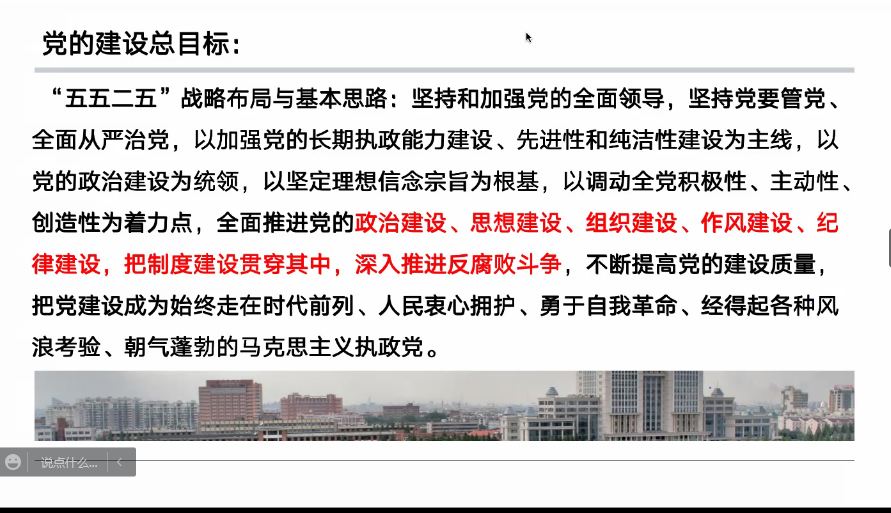 党的建设总目标：
“五五二五”战略布局与基本思路：坚持和加强党的全面领导，坚持党要管党、
全面从严治党，以加强党的长期执政能力建设、先进性和纯洁性建设为主线，以
党的政治建设为统领，以坚定理想信念宗旨为根基，以调动全党积极性、主动性、
创造性为着力点，全面推进党的政治建设、思想建设、组织建设、作风建设、纪
律建设，把制度建设贯穿其中，深入推进反腐败斗争，不断提高党的建设质量，
把党建设成为始终走在时代前列、人民衷心拥护、勇于自我革命、经得起各种风
浪考验、朝气蓬勃的马克思主义执政党。
说点什么...